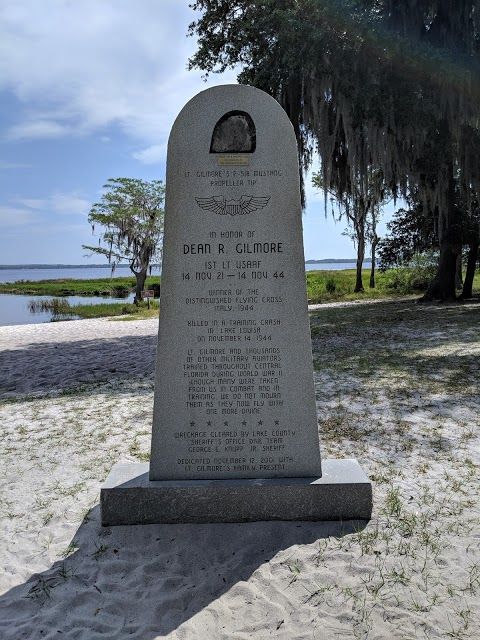 LT. GILMORE'S P-51B MUSTANG
PROPELLER TIP
IN HONOR OF
DEAN R. GILMORE
1ST LT USAAF
14 NOV 21 — 14 NOV 44
WINNER OF THE
DISTINGUISHED FLYING CROSS
ITALY, 1944
KILLED IN A TRAINING CRASH
IN LAKE LOUISA
ON NOVEMBER 14, 1944
LT. GILMORE AND THOUSANDS
OF OTHER MILITARY AVIATORS
TRAINED THROUGHOUT CENTRAL
FLORIDA DURING WORLD WAR II
THOUGH MANY WERE TAKEN
FROM US IN COMBAT AND IN
TRAINING, WE DO NOT MOURN
THEM AS THEY NOW FLY WITH
ONE MORE DIVINE
WRECKAGE CLEARED BY LAKE COUNTY
SHERIFF'S OFFICE DIVE TEAM
GEORGE E. KNUPP JR. SHERIFF
DEDICATED NOVEMBER 12, 2001 WITH
LT. GILMORE'S FAMILY PRESENT